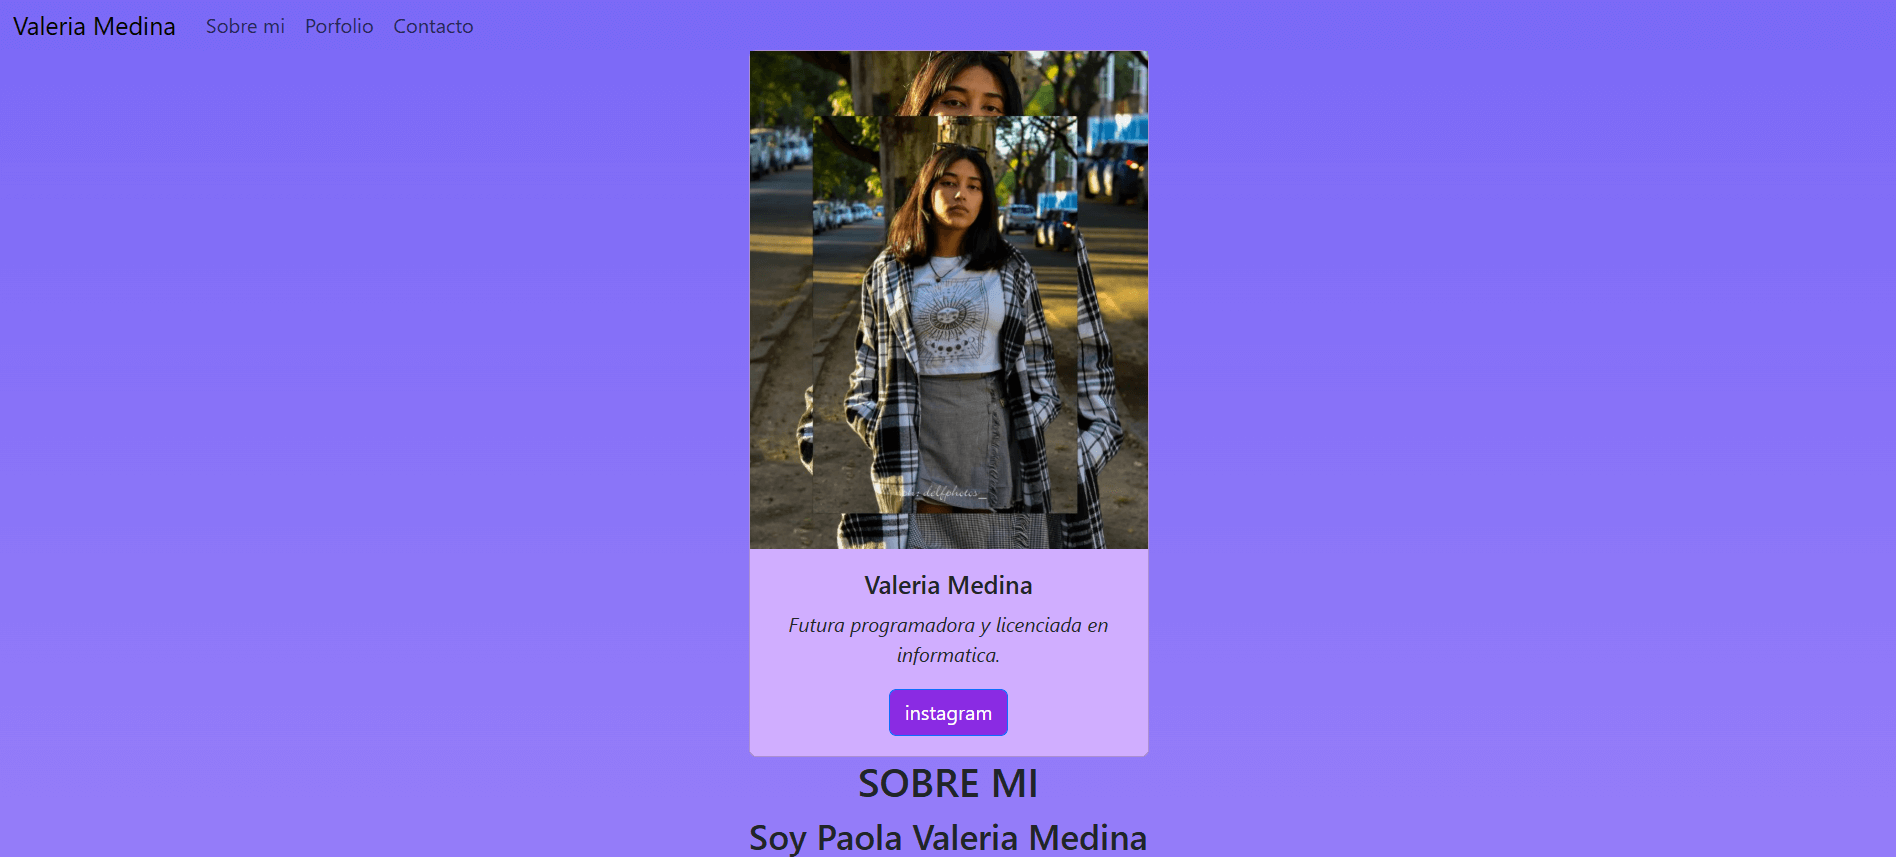 Valeria Medina Sobre mi Porfolio Contacto
ph: delfphotos_
Valeria Medina
Futura programadora y licenciada en
informatica.
instagram
SOBRE MI
Soy Paola Valeria Medina